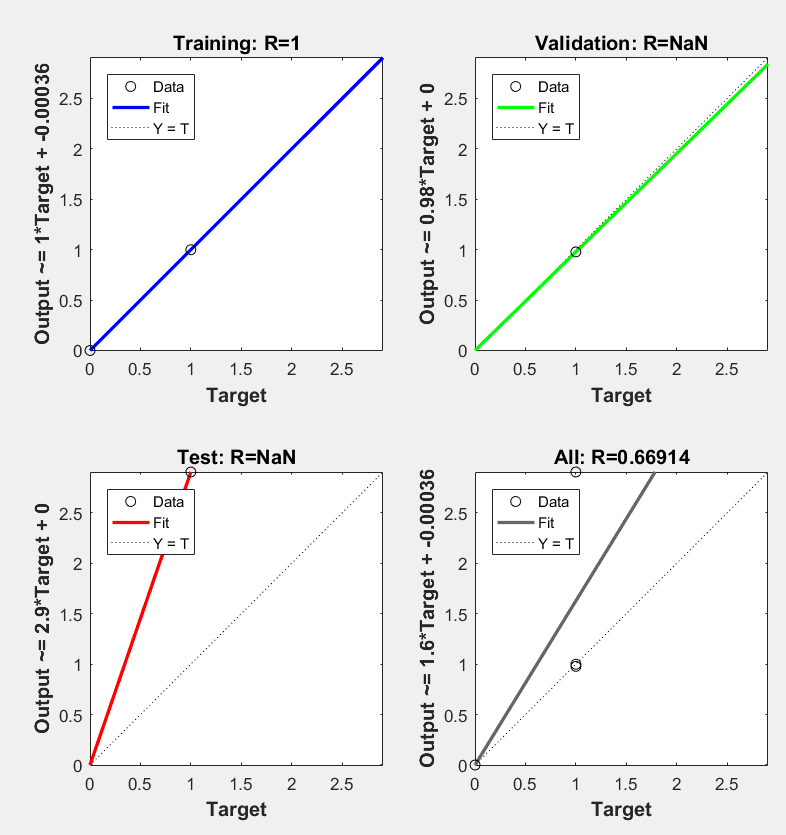 Training: R=1
Output ~= 1*Target + -0.00036
Data
Fit
Y = T
2.5
2
1.5
1
0.5
0
0 0.5 1 1.5 2 2.5
Target
Validation: R=NaN
Output ~= 0.98*Target + 0
Data
Fit
Y = T
2.5
2
1.5
1
0.5
0
0 0.5 1 1.5 2 2.5
Target
Test: R=NaN
Output ~= 2.9*Target + 0
Data
Fit
Y = T
2.5
2
1.5
1
0.5
0
0 0.5 1 1.5 2 2.5
Target
All: R=0.66914
Output ~= 1.6*Target + -0.00036
Data
Fit
Y = T
2.5
2
1.5
1
0.5
0
0 0.5 1 1.5 2 2.5
Target